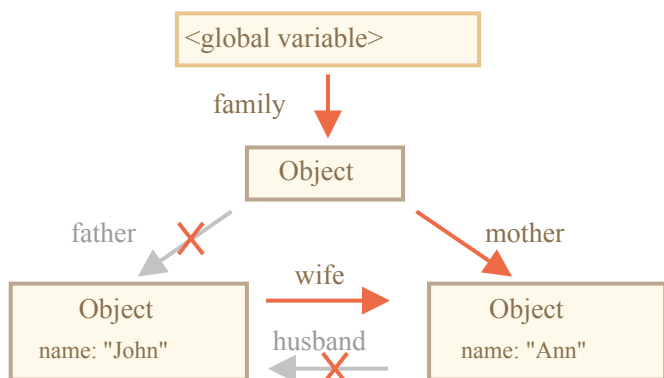 <global variable>
family
Object
father
mother
wife
Object
Object
husband
name: "John"
name: "Ann"